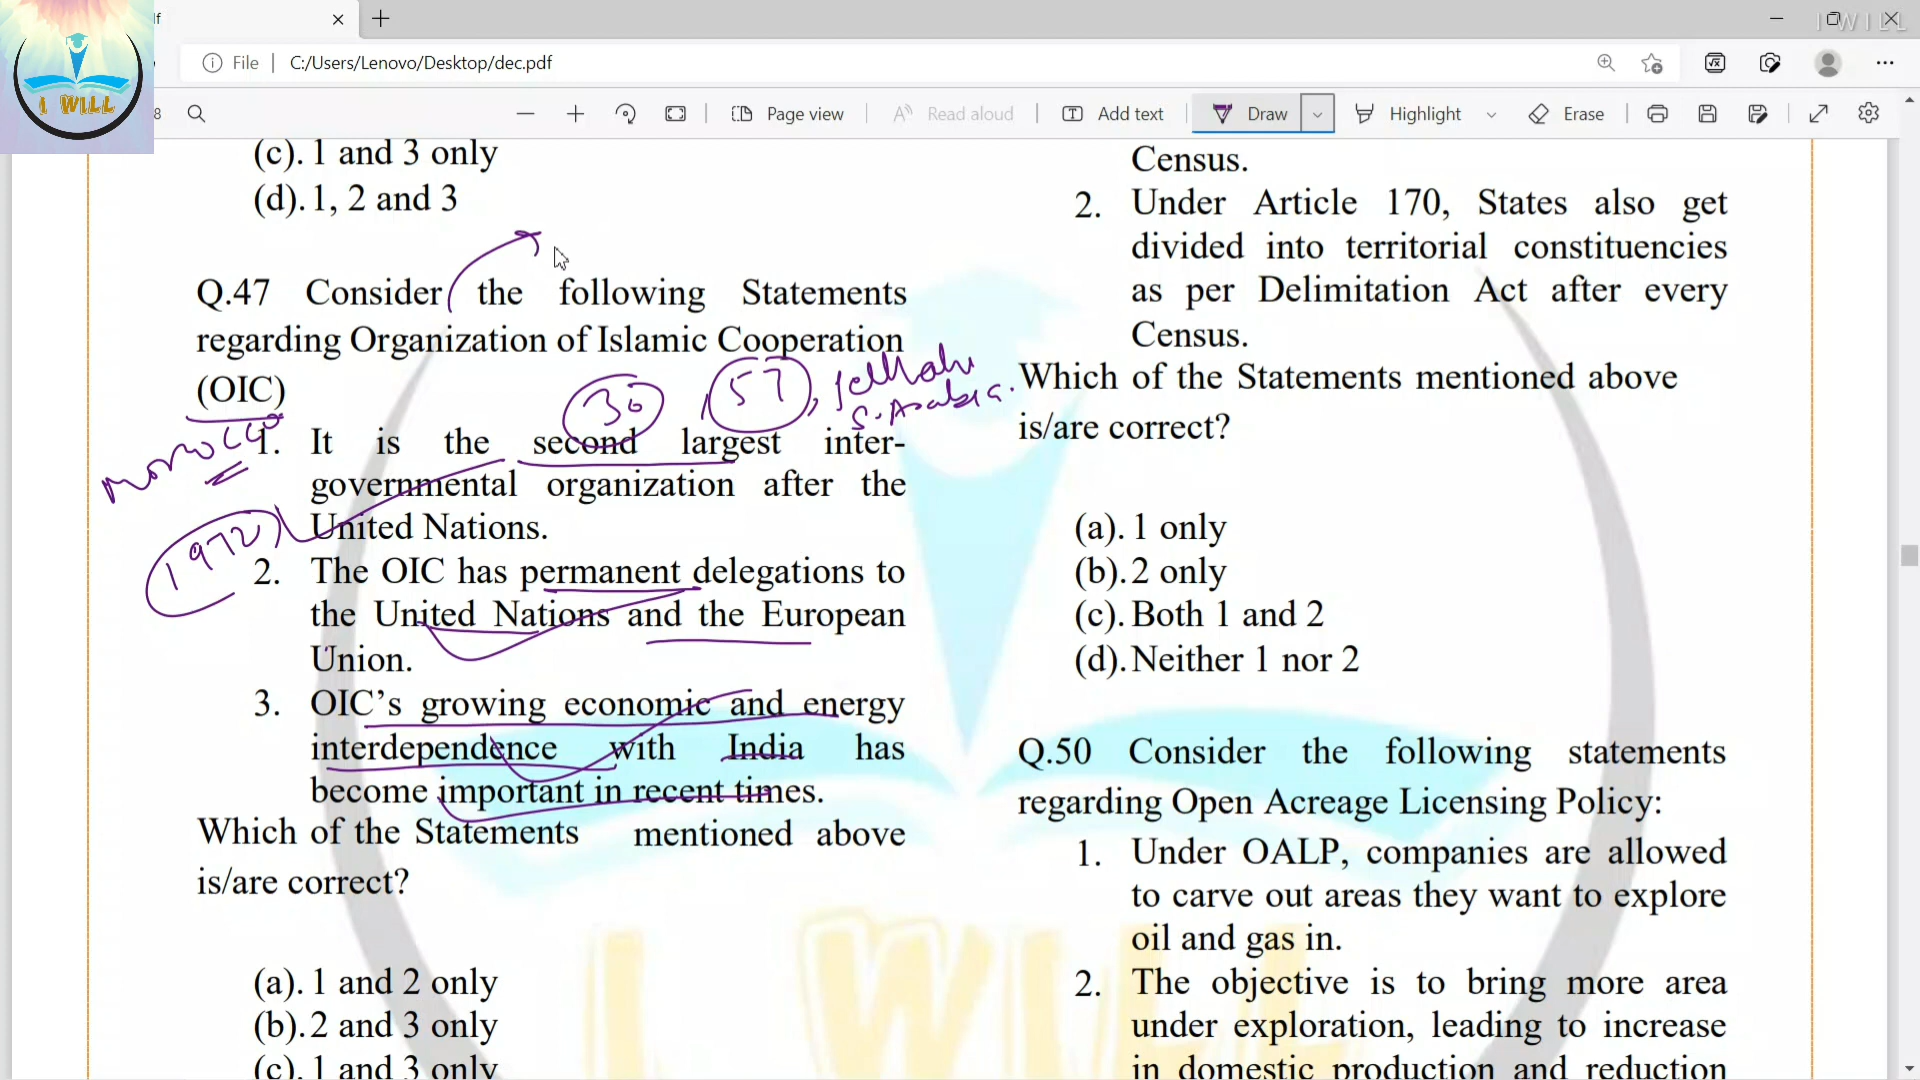 df
I WILL
I WILL
File
C:/Users/Lenovo/Desktop/dec.pdf
8
Page view
Read aloud
Add text
Draw
Highlight
Erase
(c). 1 and 3 only
(d). 1, 2 and 3
Q.47 Consider the following Statements
regarding Organization of Islamic Cooperation
(OIC)
30
57, Jeddah
S. Arabia.
Morocco
1972
1. It is the second largest inter-
governmental organization after the
United Nations.
2. The OIC has permanent delegations to
the United Nations and the European
Union.
3. OIC's growing economic and energy
interdependence with India has
become important in recent times.
Which of the Statements mentioned above
is/are correct?
(a). 1 and 2 only
(b). 2 and 3 only
(c). 1 and 3 only
Census.
2. Under Article 170, States also get
divided into territorial constituencies
as per Delimitation Act after every
Census.
Which of the Statements mentioned above
is/are correct?
(a). 1 only
(b). 2 only
(c). Both 1 and 2
(d). Neither 1 nor 2
Q.50 Consider the following statements
regarding Open Acreage Licensing Policy:
1. Under OALP, companies are allowed
to carve out areas they want to explore
oil and gas in.
2. The objective is to bring more area
under exploration, leading to increase
in domestic production and reduction
I WILL